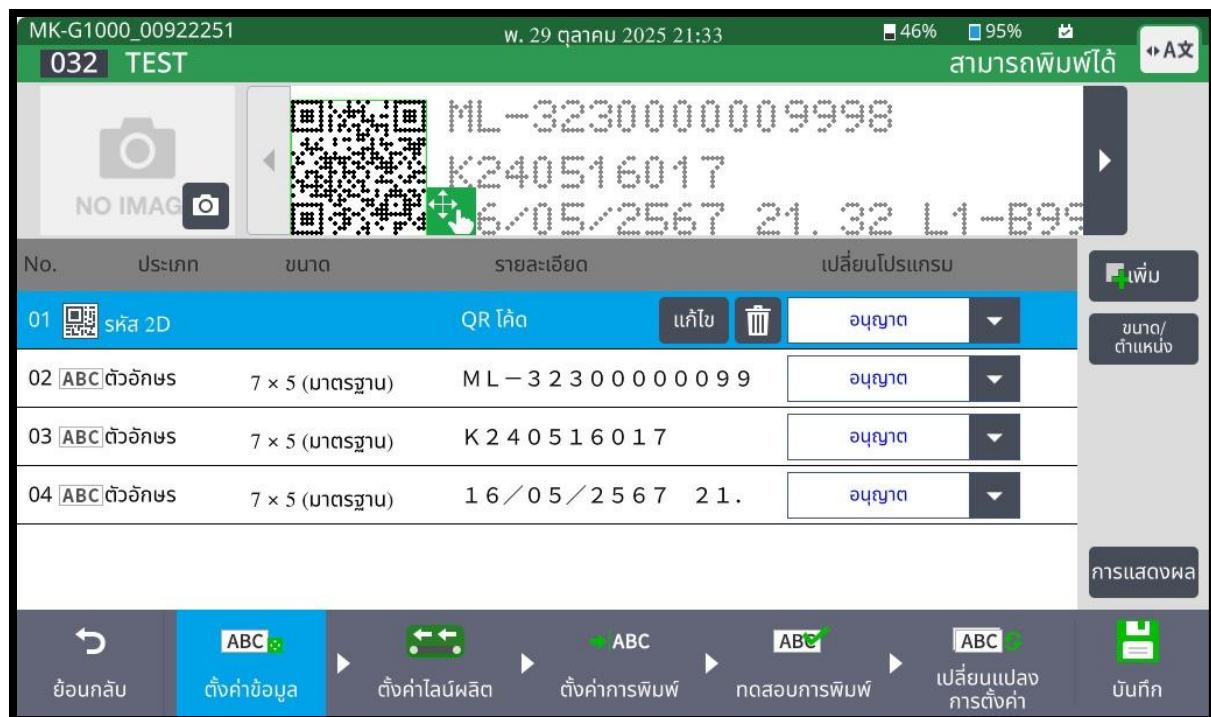 MK-G1000_00922251 พ. 29 ตุลาคม 2025 21:33 46% 95%
032 TEST สามารถพิมพ์ได้ A文
NO IMAG
ML-32300000009998
K240516017
6/05/2567 21.32 L1-B99
No. ประเภท ขนาด รายละเอียด เปลี่ยนโปรแกรม
เพิ่ม
01 รหัส 2D QR โค้ด แก้ไข อนุญาต
ขนาด/
ตำแหน่ง
02 ABC ตัวอักษร 7 × 5 (มาตรฐาน) ML-32300000099 อนุญาต
03 ABC ตัวอักษร 7 × 5 (มาตรฐาน) K240516017 อนุญาต
04 ABC ตัวอักษร 7 × 5 (มาตรฐาน) 16/05/2567 21. อนุญาต
การแสดงผล
ย้อนกลับ
ABC
ตั้งค่าข้อมูล
ตั้งค่าไลน์ผลิต
ABC
ตั้งค่าการพิมพ์
ABC
ทดสอบการพิมพ์
ABC
เปลี่ยนแปลง
การตั้งค่า
บันทึก